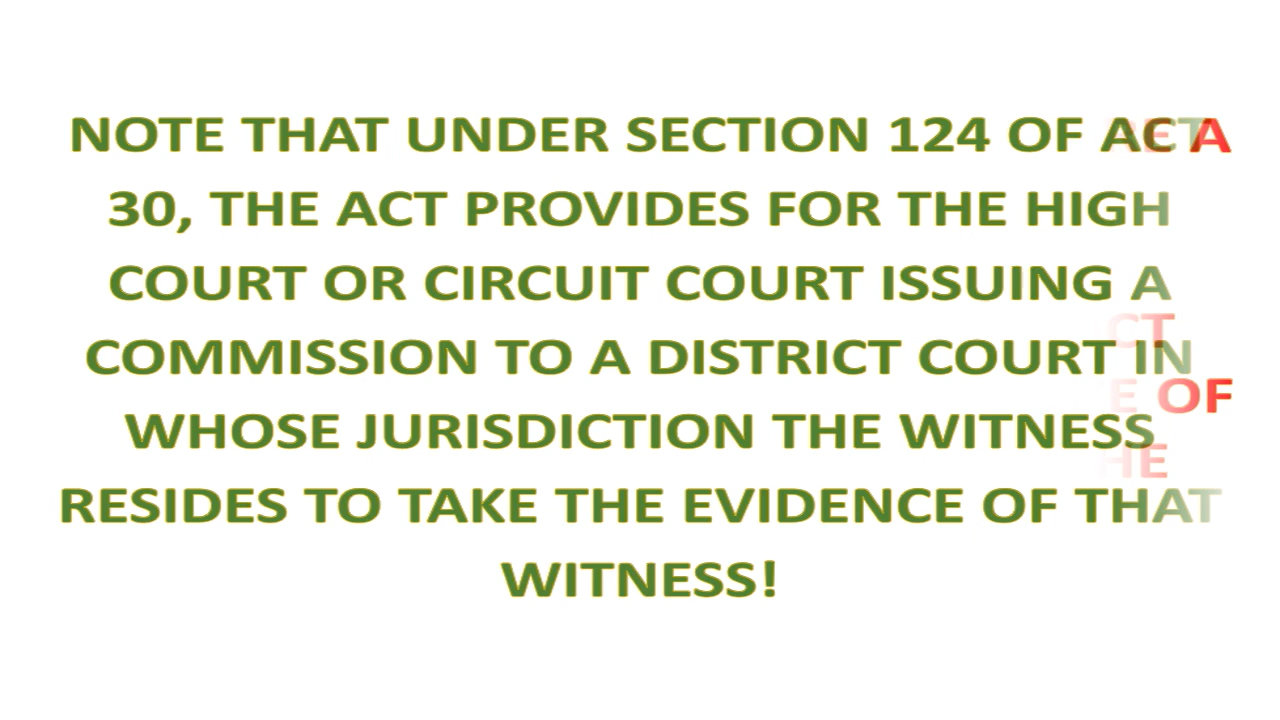 NOTE THAT UNDER SECTION 124 OF ACT A
30, THE ACT PROVIDES FOR THE HIGH
COURT OR CIRCUIT COURT ISSUING A
COMMISSION TO A DISTRICT COURT IN
OF
WHOSE JURISDICTION THE WITNESS
RESIDES TO TAKE THE EVIDENCE OF THAT
WITNESS!